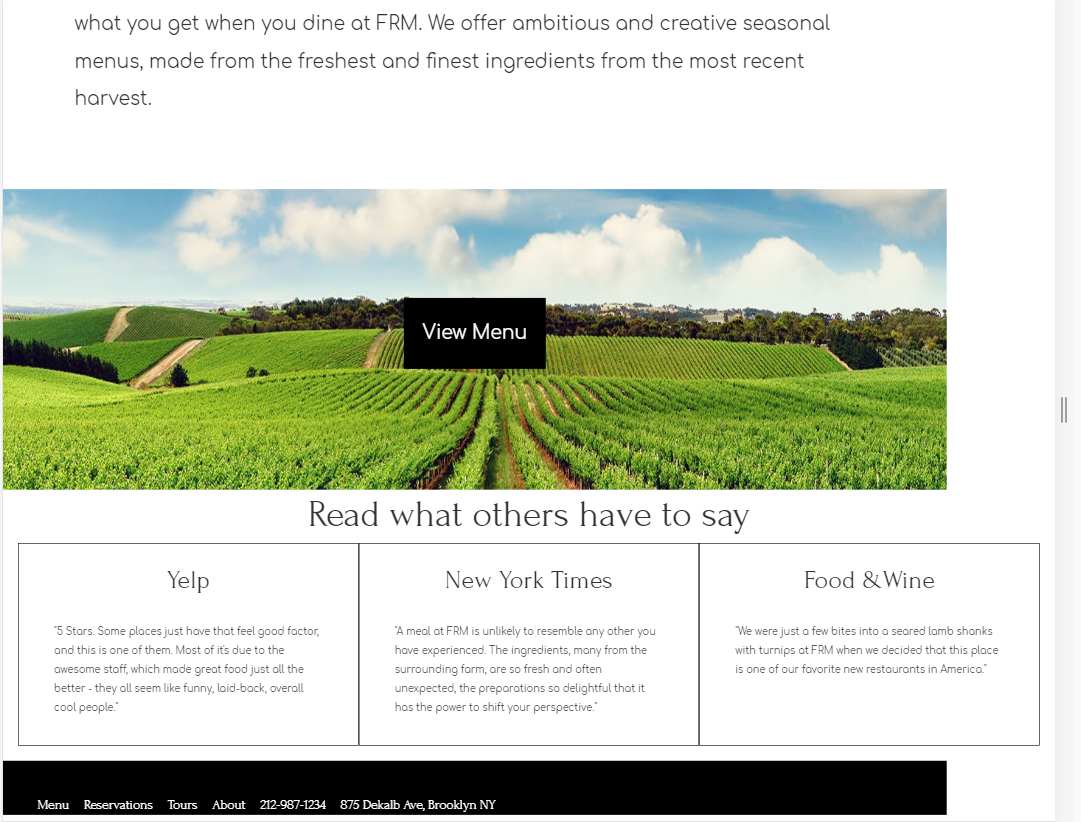 what you get when you dine at FRM. We offer ambitious and creative seasonal
menus, made from the freshest and finest ingredients from the most recent
harvest.
View Menu
Read what others have to say
Yelp
"5 Stars. Some places just have that feel good factor,
and this is one of them. Most of it's due to the
awesome staff, which made great food just all the
better - they all seem like funny, laid-back, overall
cool people."
New York Times
"A meal at FRM is unlikely to resemble any other you
have experienced. The ingredients, many from the
surrounding farm, are so fresh and often
unexpected, the preparations so delightful that it
has the power to shift your perspective."
Food &Wine
"We were just a few bites into a seared lamb shanks
with turnips at FRM when we decided that this place
is one of our favorite new restaurants in America."
Menu Reservations Tours About 212-987-1234 875 Dekalb Ave, Brooklyn NY